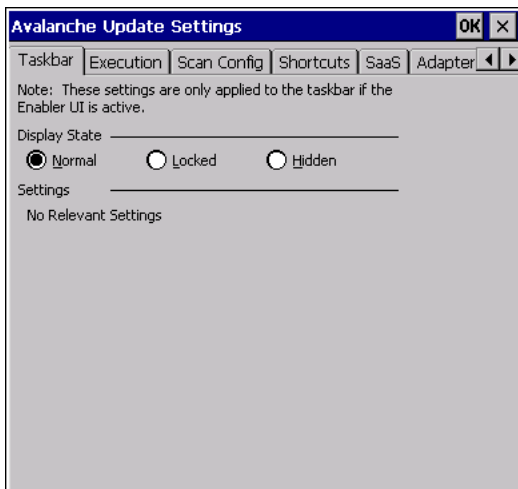 Avalanche Update Settings OK ×
Taskbar Execution Scan Config Shortcuts SaaS Adapter
Note: These settings are only applied to the taskbar if the
Enabler UI is active.
Display State
Normal Locked Hidden
Settings
No Relevant Settings